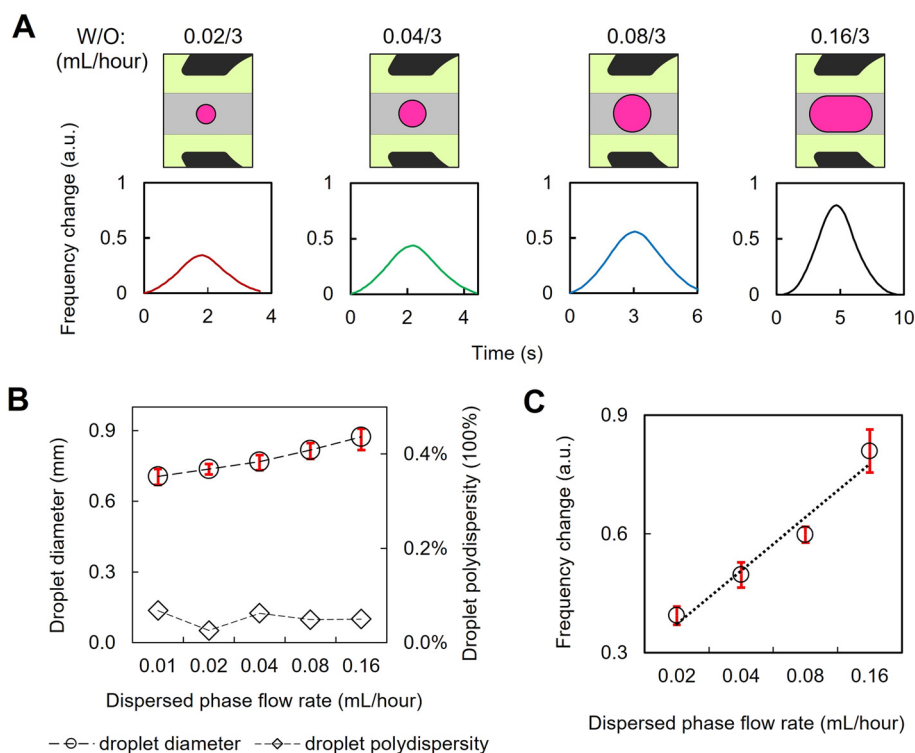 A
W/O: 0.02/3 0.04/3 0.08/3 0.16/3
(mL/hour)
Frequency change (a.u.)
1 1 1 1
0.5 0.5 0.5 0.5
0 0 0 0
0 2 4 0 2 4 0 3 6 0 5 10
Time (s)
B
Droplet diameter (mm)
0.9
0.6
0.3
0.0
0.4%
0.2%
0.0%
Droplet polydispersity (100%)
0.01 0.02 0.04 0.08 0.16
Dispersed phase flow rate (mL/hour)
droplet diameter droplet polydispersity
C
Frequency change (a.u.)
0.9
0.6
0.3
0.02 0.04 0.08 0.16
Dispersed phase flow rate (mL/hour)